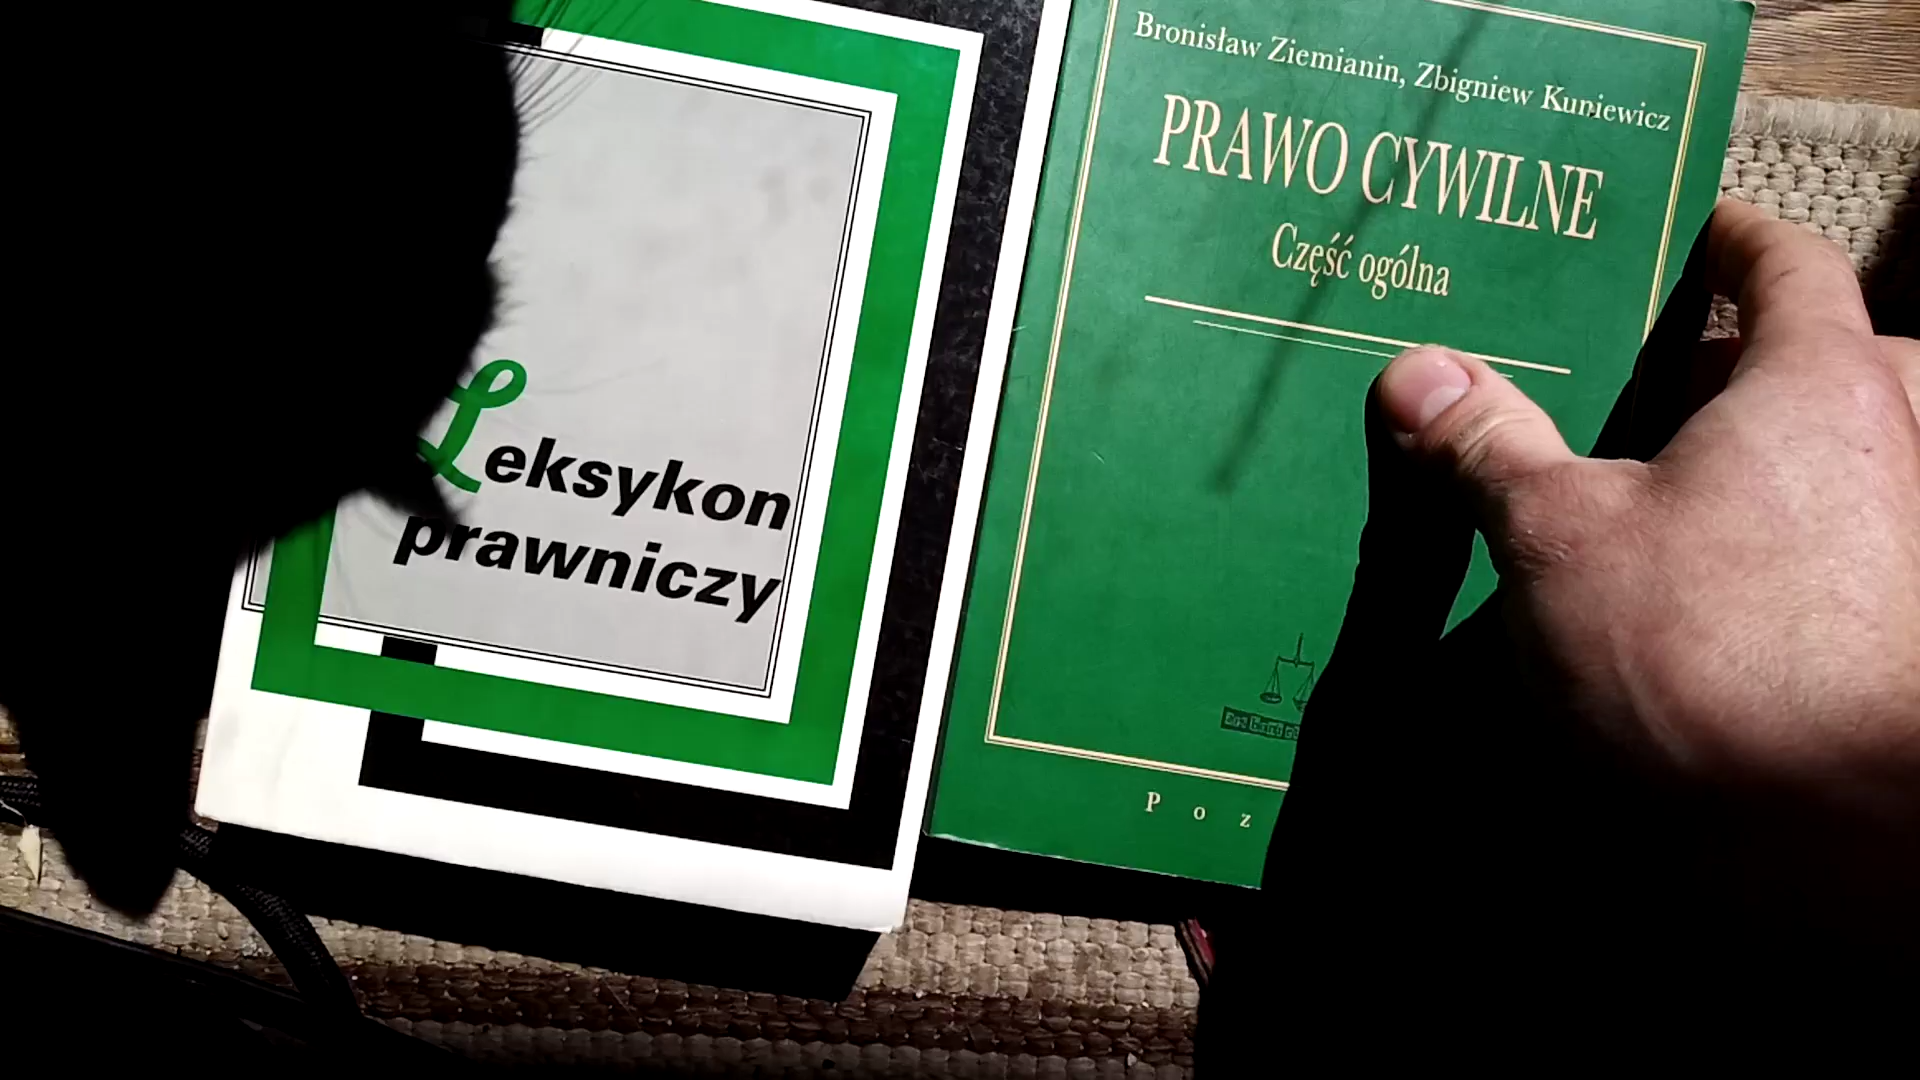 Leksykon
prawniczy
Bronisław Ziemianin, Zbigniew Kuniewicz
PRAWO CYWILNE
Część ogólna
P o z